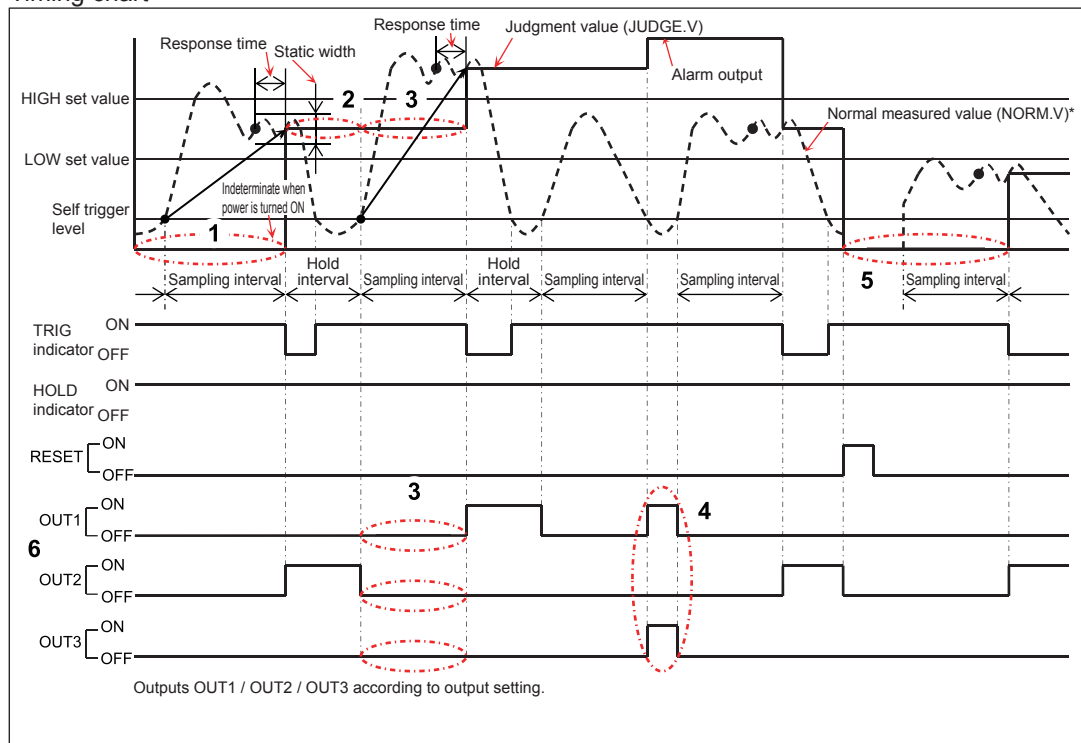 Timing chart
Response time
Static width
Response time
Judgment value (JUDGE.V)
Alarm output
HIGH set value
2
3
Normal measured value (NORM.V)*
LOW set value
Indeterminate when
power is turned ON
Self trigger
level
1
Sampling interval
Hold
interval
Sampling interval
Hold
interval
Sampling interval
Sampling interval
5
Sampling interval
TRIG
indicator
ON
OFF
HOLD
indicator
ON
OFF
RESET
ON
OFF
3
4
OUT1
ON
OFF
6
OUT2
ON
OFF
OUT3
ON
OFF
Outputs OUT1 / OUT2 / OUT3 according to output setting.